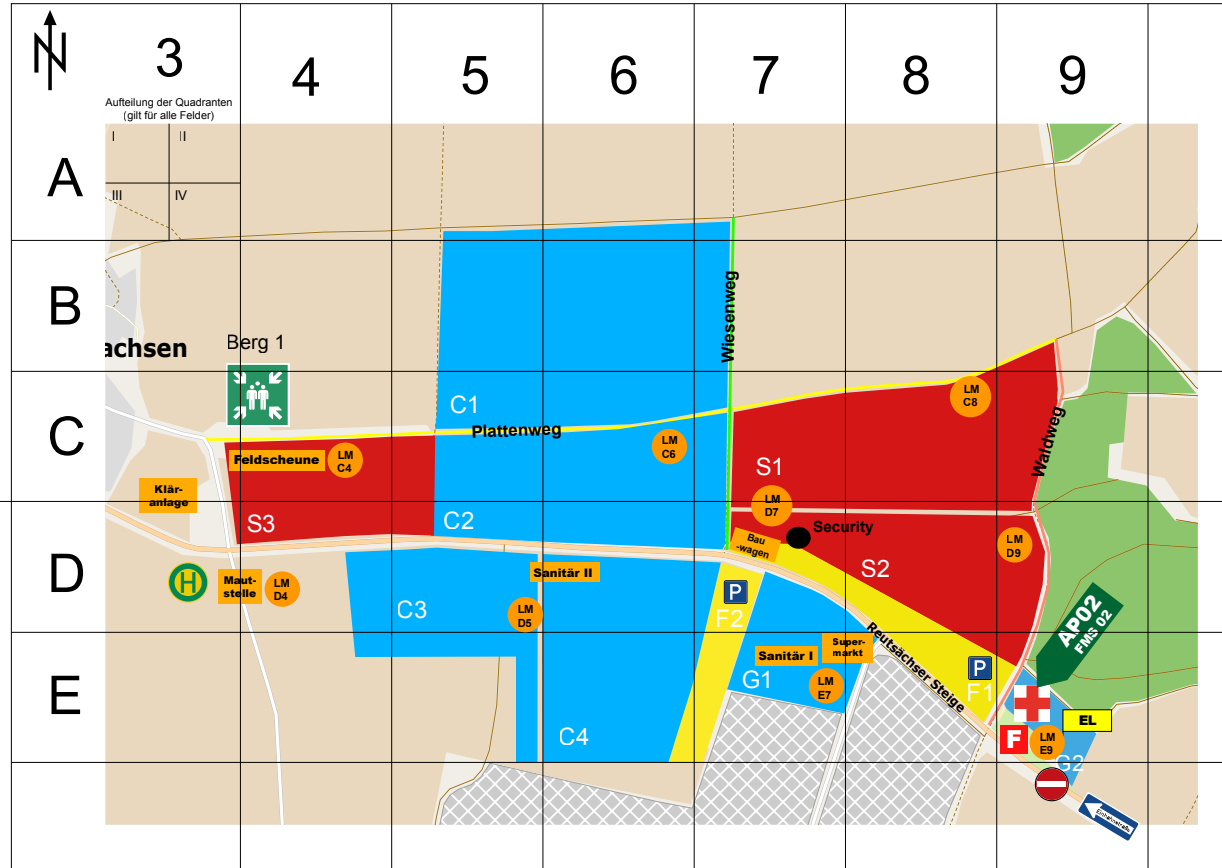 N
3
4
5
6
7
8
9
Aufteilung der Quadranten
(gilt für alle Felder)
I
II
III
IV
A
B
C
D
E
achsen
Berg 1
Wiesenweg
C1
Plattenweg
LM
C8
LM
C6
Waldweg
Feldscheune
LM
C4
S1
Klär-
anlage
LM
D7
S3
C2
Security
Bau
-wagen
LM
D9
S2
H
Maut-
stelle
LM
D4
Sanitär II
C3
LM
D5
P
F2
AP02
FMS 02
Reutsächser Steige
Super-
markt
Sanitär I
G1
LM
E7
P
F1
C4
EL
F
LM
E9
G2
Einbahnstraße